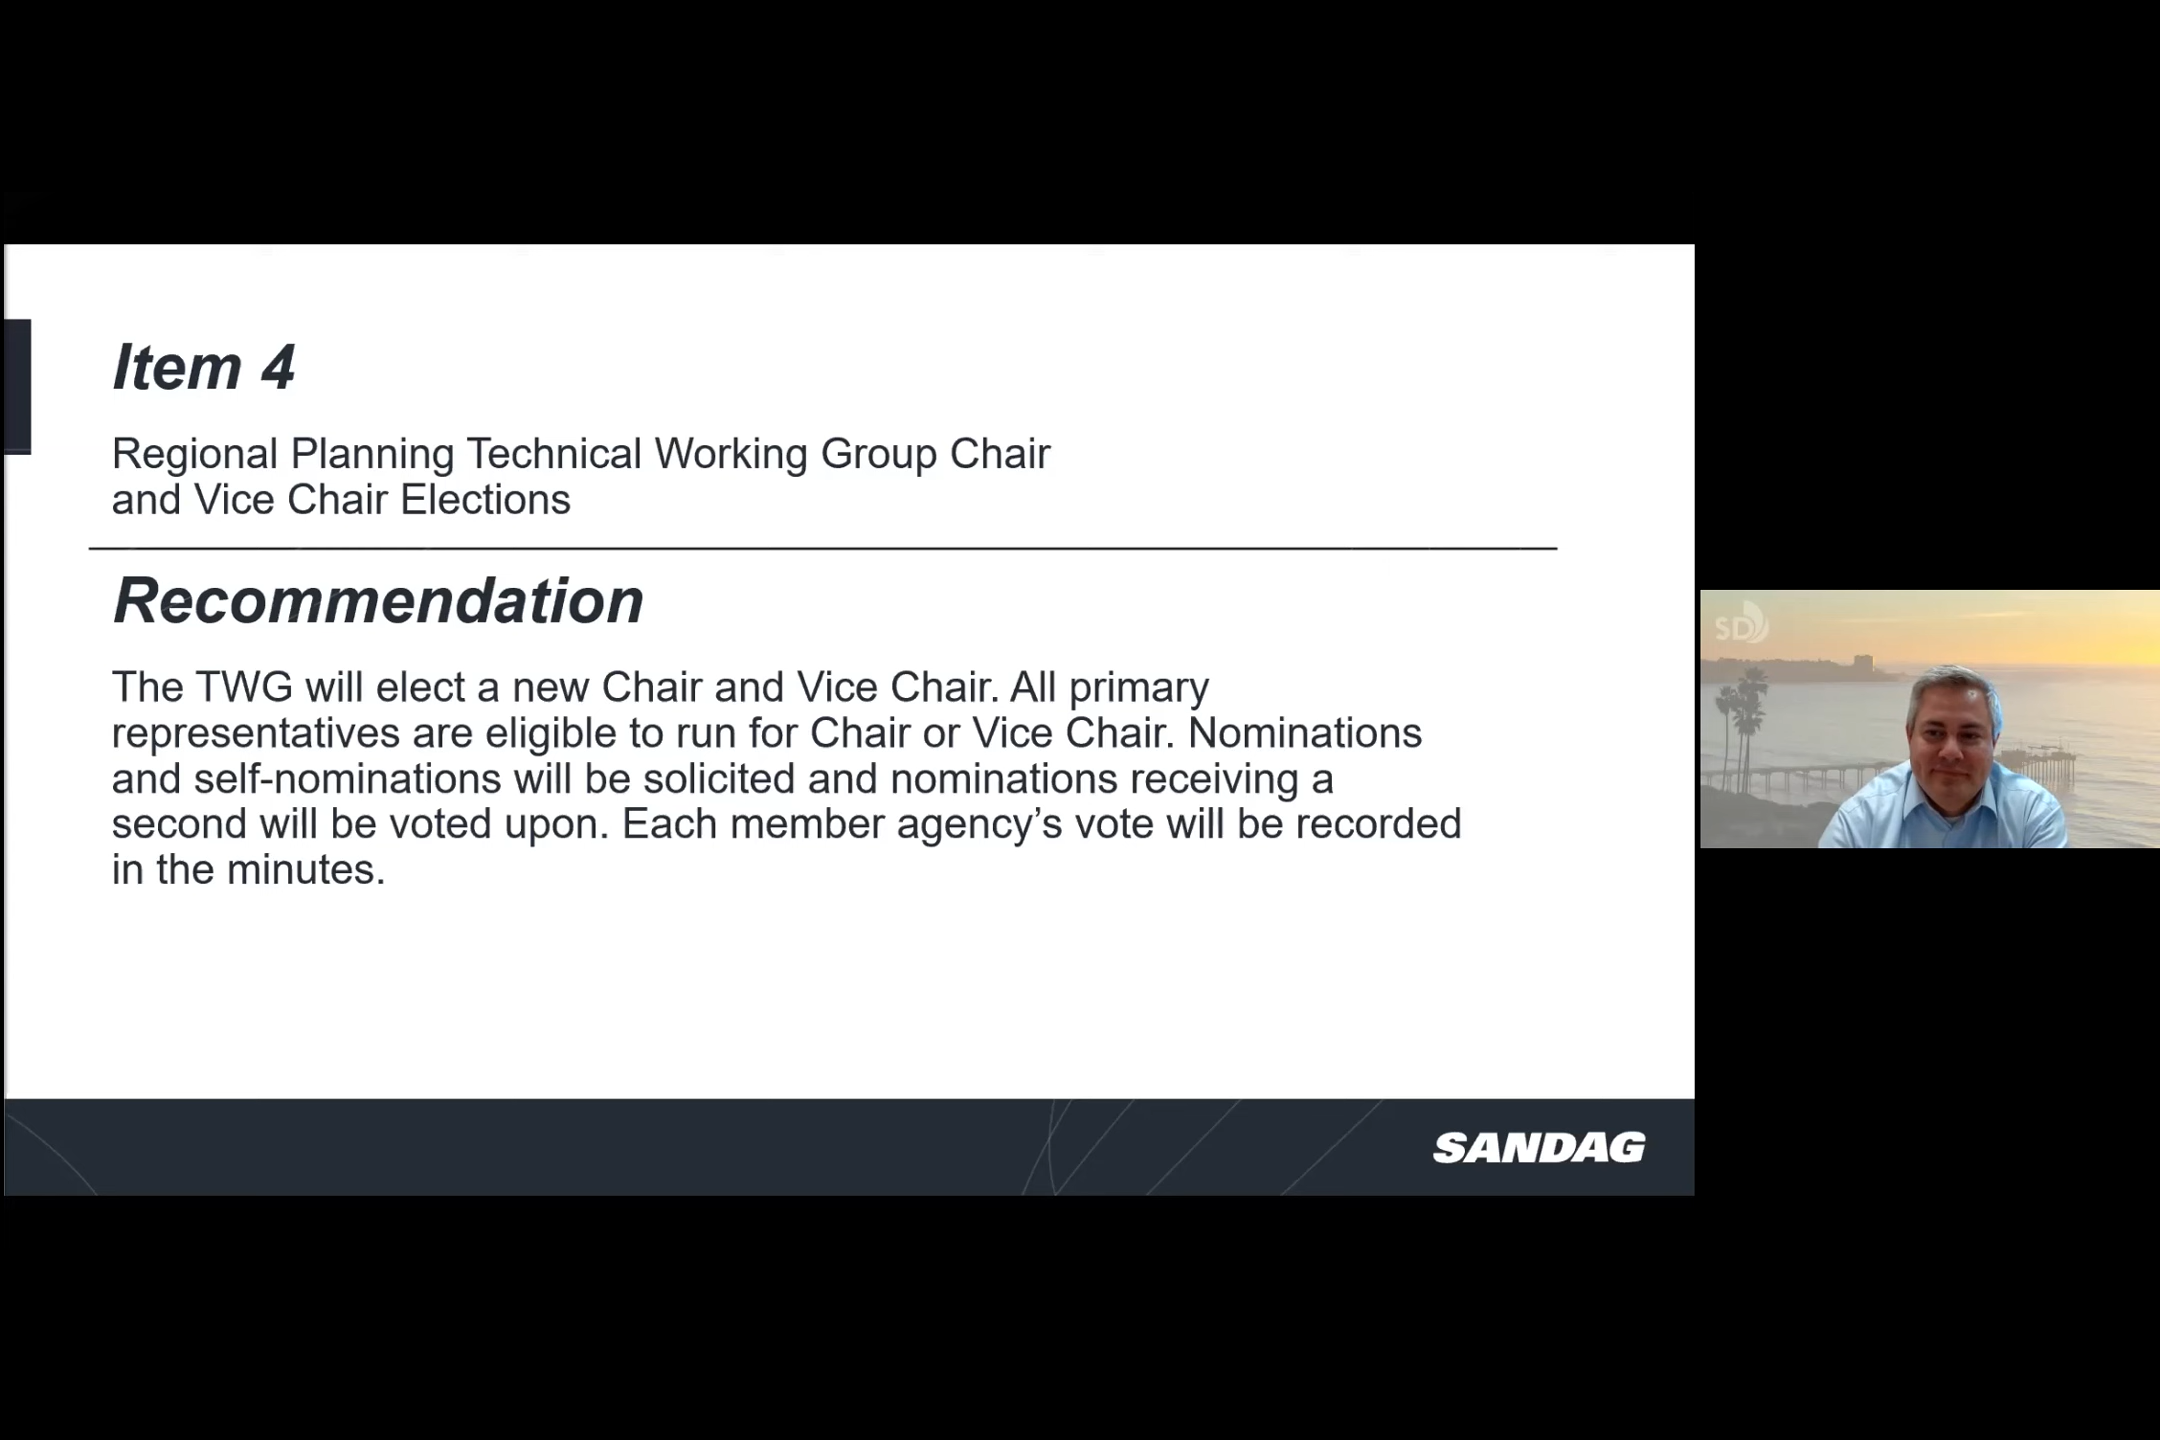 Item 4
Regional Planning Technical Working Group Chair
and Vice Chair Elections
Recommendation
The TWG will elect a new Chair and Vice Chair. All primary
representatives are eligible to run for Chair or Vice Chair. Nominations
and self-nominations will be solicited and nominations receiving a
second will be voted upon. Each member agency’s vote will be recorded
in the minutes.
SANDAG
SD